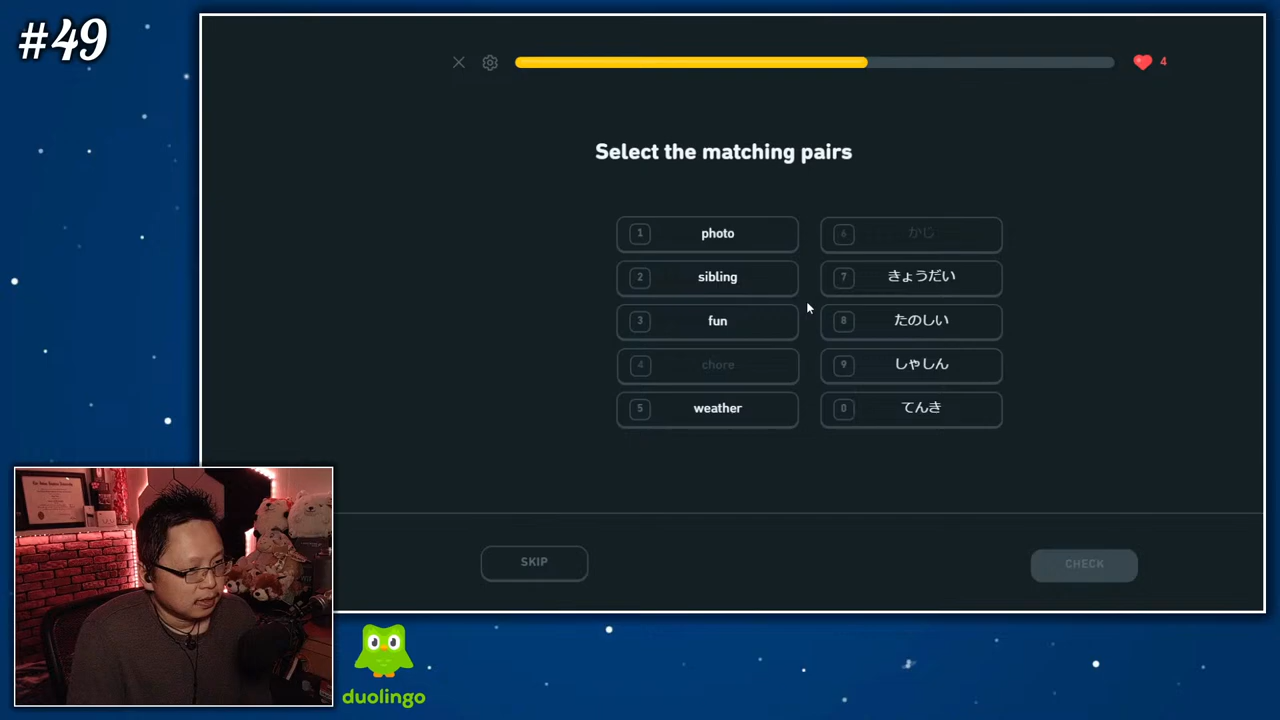 #49
4
Select the matching pairs
1 photo
6 かじ
2 sibling
7 きょうだい
3 fun
8 たのしい
4 chore
9 しゃしん
5 weather
0 てんき
SKIP
CHECK
duolingo